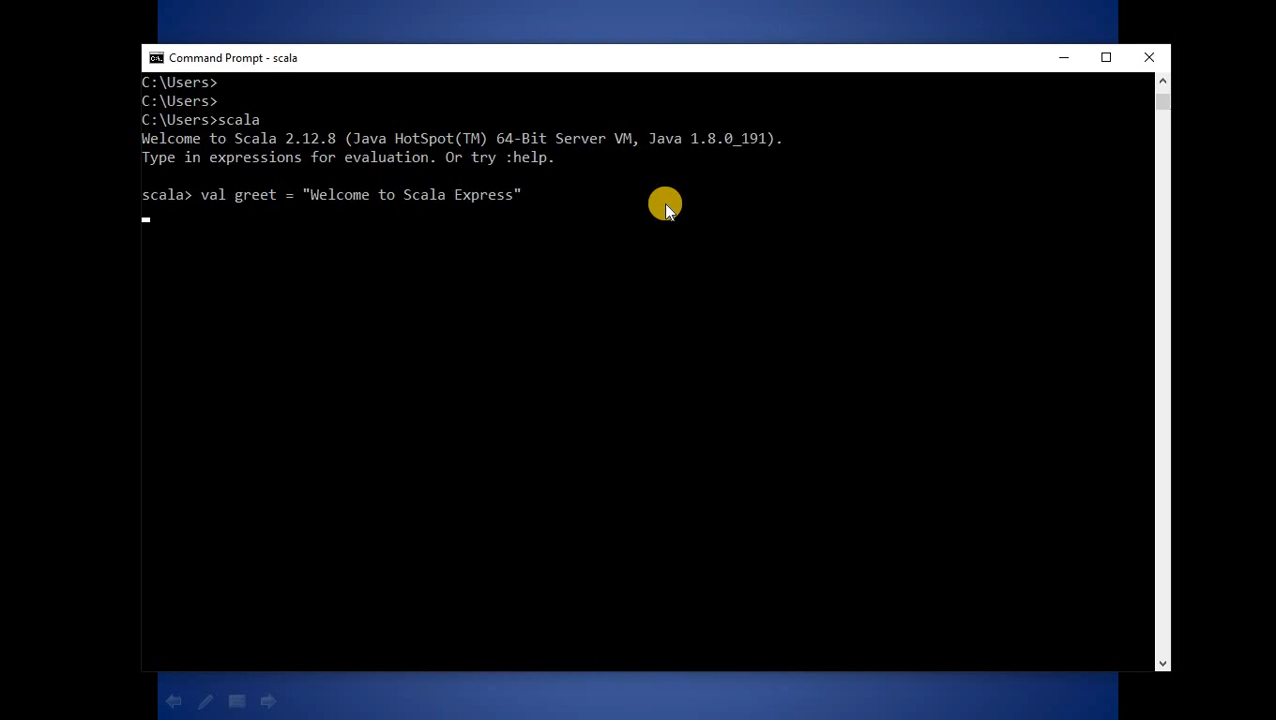 Command Prompt - scala
C:\Users>
C:\Users>
C:\Users>scala
Welcome to Scala 2.12.8 (Java HotSpot(TM) 64-Bit Server VM, Java 1.8.0_191).
Type in expressions for evaluation. Or try :help.
scala> val greet = "Welcome to Scala Express"